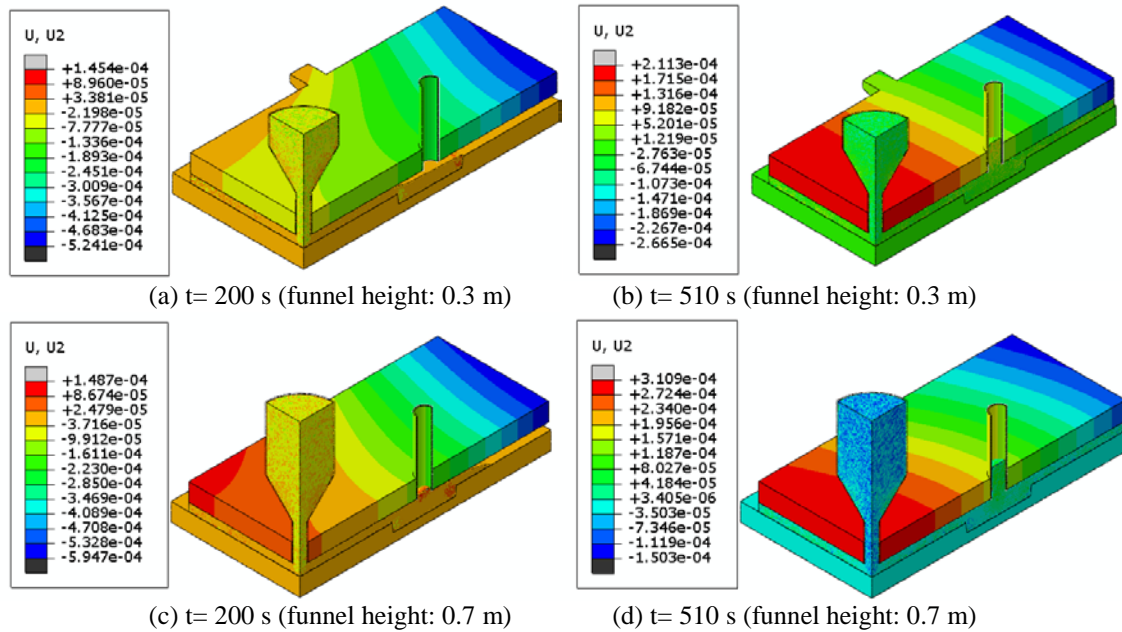 U, U2
+1.454e-04
+8.960e-05
+3.381e-05
-2.198e-05
-7.777e-05
-1.336e-04
-1.893e-04
-2.451e-04
-3.009e-04
-3.567e-04
-4.125e-04
-4.683e-04
-5.241e-04
U, U2
+2.113e-04
+1.715e-04
+1.316e-04
+9.182e-05
+5.201e-05
+1.219e-05
-2.763e-05
-6.744e-05
-1.073e-04
-1.471e-04
-1.869e-04
-2.267e-04
-2.665e-04
(a) t= 200 s (funnel height: 0.3 m)
(b) t= 510 s (funnel height: 0.3 m)
U, U2
+1.487e-04
+8.674e-05
+2.479e-05
-3.716e-05
-9.912e-05
-1.611e-04
-2.230e-04
-2.850e-04
-3.469e-04
-4.089e-04
-4.708e-04
-5.328e-04
-5.947e-04
U, U2
+3.109e-04
+2.724e-04
+2.340e-04
+1.956e-04
+1.571e-04
+1.187e-04
+8.027e-05
+4.184e-05
+3.405e-06
-3.503e-05
-7.346e-05
-1.119e-04
-1.503e-04
(c) t= 200 s (funnel height: 0.7 m)
(d) t= 510 s (funnel height: 0.7 m)